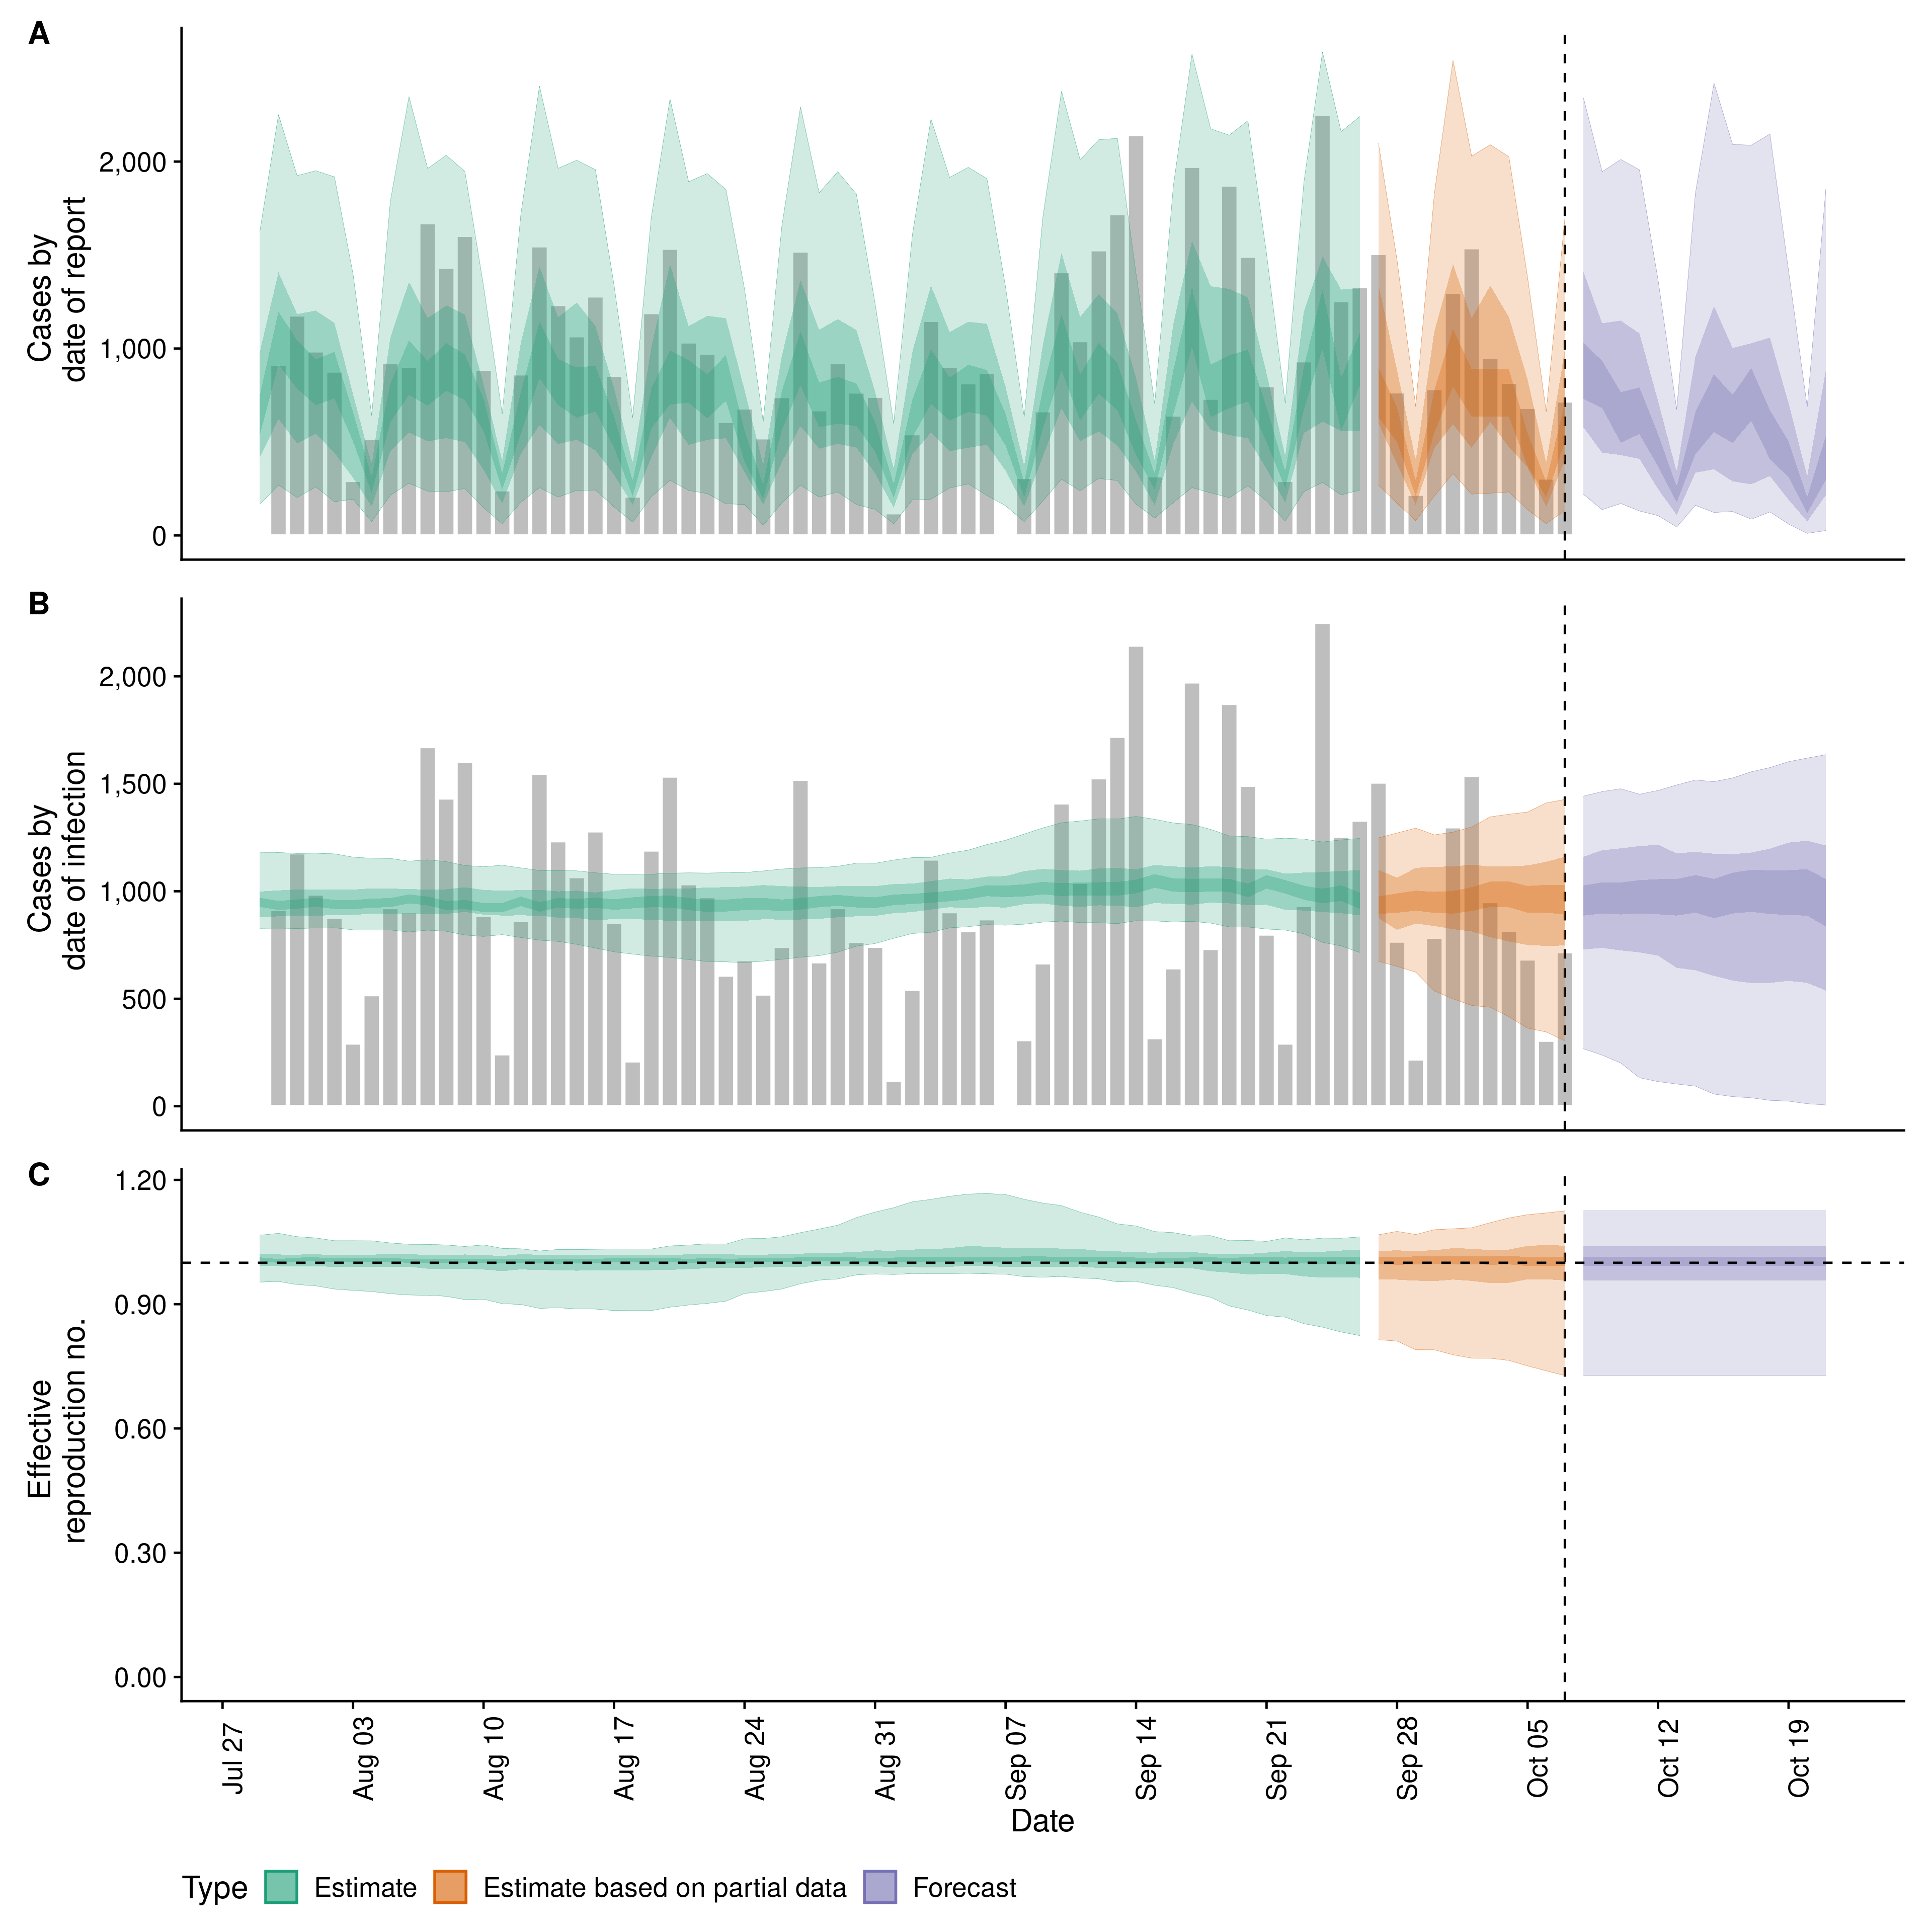 A
Cases by
date of report
2,000
1,000
0
B
Cases by
date of infection
2,000
1,500
1,000
500
0
C
Effective
reproduction no.
1.20
0.90
0.60
0.30
0.00
Jul 27
Aug 03
Aug 10
Aug 17
Aug 24
Aug 31
Sep 07
Sep 14
Sep 21
Sep 28
Oct 05
Oct 12
Oct 19
Date
Type Estimate Estimate based on partial data Forecast